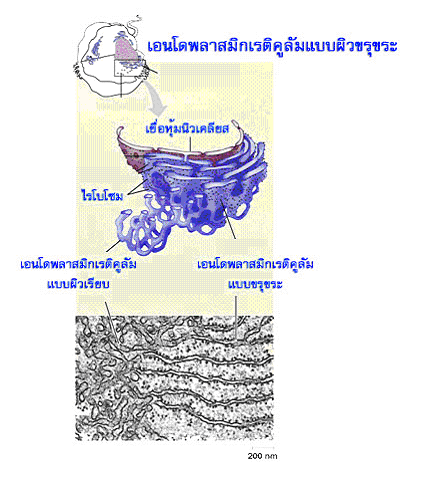 เอนโดพลาสมิกเรติคูลัมแบบผิวขรุขระ
เยื่อหุ้มนิวเคลียส
ไรโบโซม
เอนโดพลาสมิกเรติคูลัม
แบบผิวเรียบ
เอนโดพลาสมิกเรติคูลัม
แบบขรุขระ
200 nm